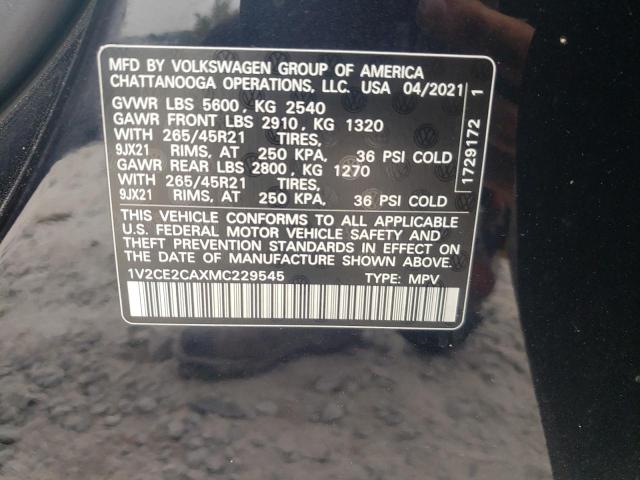 MFD BY VOLKSWAGEN GROUP OF AMERICA
CHATTANOOGA OPERATIONS, LLC. USA 04/2021
GVWR LBS 5600, KG 2540
GAWR FRONT LBS 2910, KG 1320
WITH 265/45R21 TIRES,
9JX21 RIMS, AT 250 KPA, 36 PSI COLD
GAWR REAR LBS 2800, KG 1270
WITH 265/45R21 TIRES,
9JX21 RIMS, AT 250 KPA, 36 PSI COLD
THIS VEHICLE CONFORMS TO ALL APPLICABLE
U.S. FEDERAL MOTOR VEHICLE SAFETY AND
THEFT PREVENTION STANDARDS IN EFFECT ON
THE DATE OF MANUFACTURE SHOWN ABOVE.
1V2CE2CAXMC229545 TYPE: MPV
1729172 1